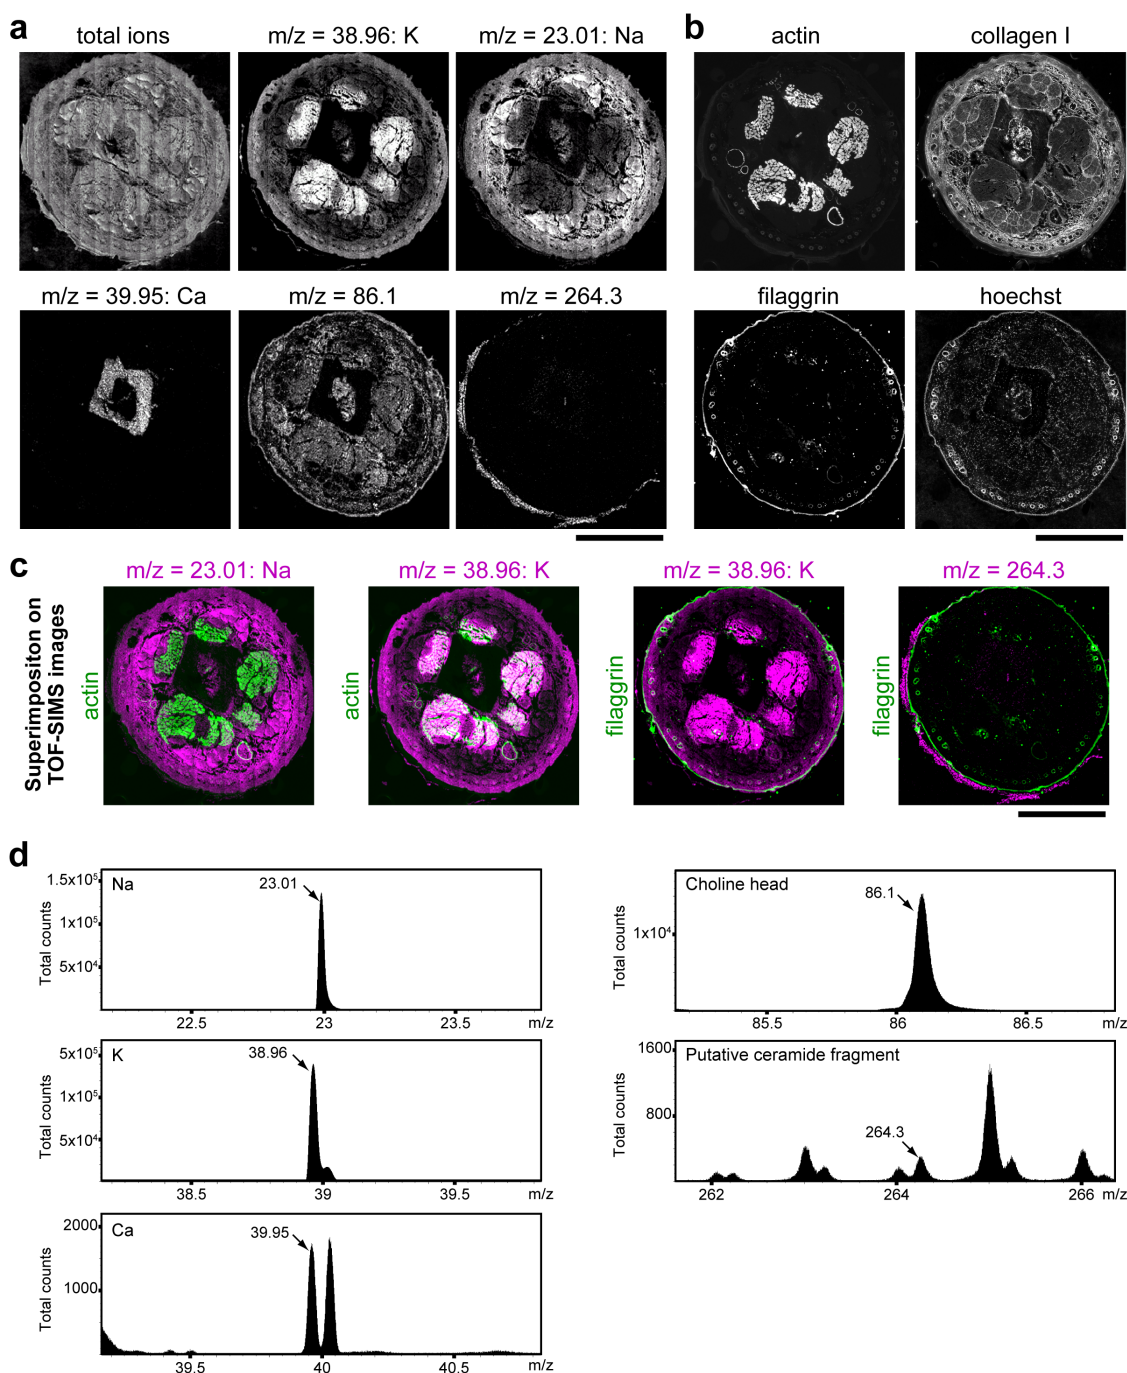 a
total ions
m/z = 38.96: K
m/z = 23.01: Na
m/z = 39.95: Ca
m/z = 86.1
m/z = 264.3
b
actin
collagen I
filaggrin
hoechst
c
Superimpositon on
TOF-SIMS images
m/z = 23.01: Na
actin
m/z = 38.96: K
actin
m/z = 38.96: K
filaggrin
m/z = 264.3
filaggrin
d
Na
23.01
Total counts
1.5x10⁵
1x10⁵
5x10⁴
22.5 23 23.5 m/z
K
38.96
Total counts
5x10⁵
1x10⁵
5x10⁴
38.5 39 39.5 m/z
Ca
39.95
Total counts
2000
1000
39.5 40 40.5 m/z
Choline head
86.1
Total counts
1x10⁴
85.5 86 86.5 m/z
Putative ceramide fragment
264.3
Total counts
1600
800
262 264 266 m/z